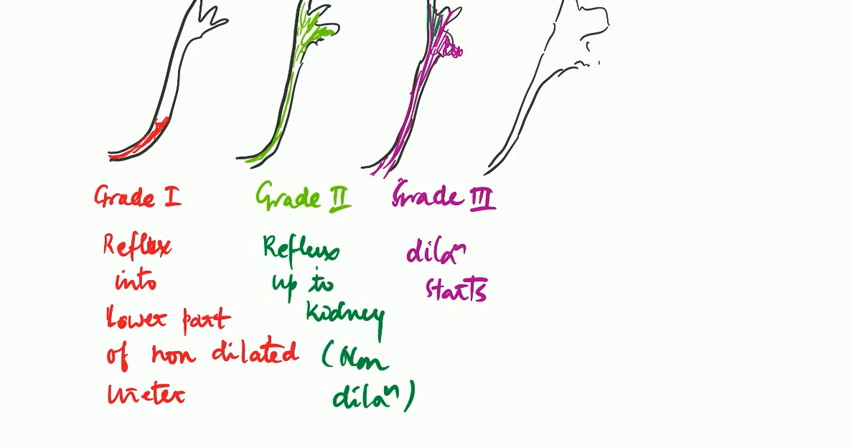 Grade I
Reflux
into
Lower part
of non dilated
Ureter
Grade II
Reflux
up to
Kidney
(Non
dilaⁿ)
Grade III
dilaⁿ
starts